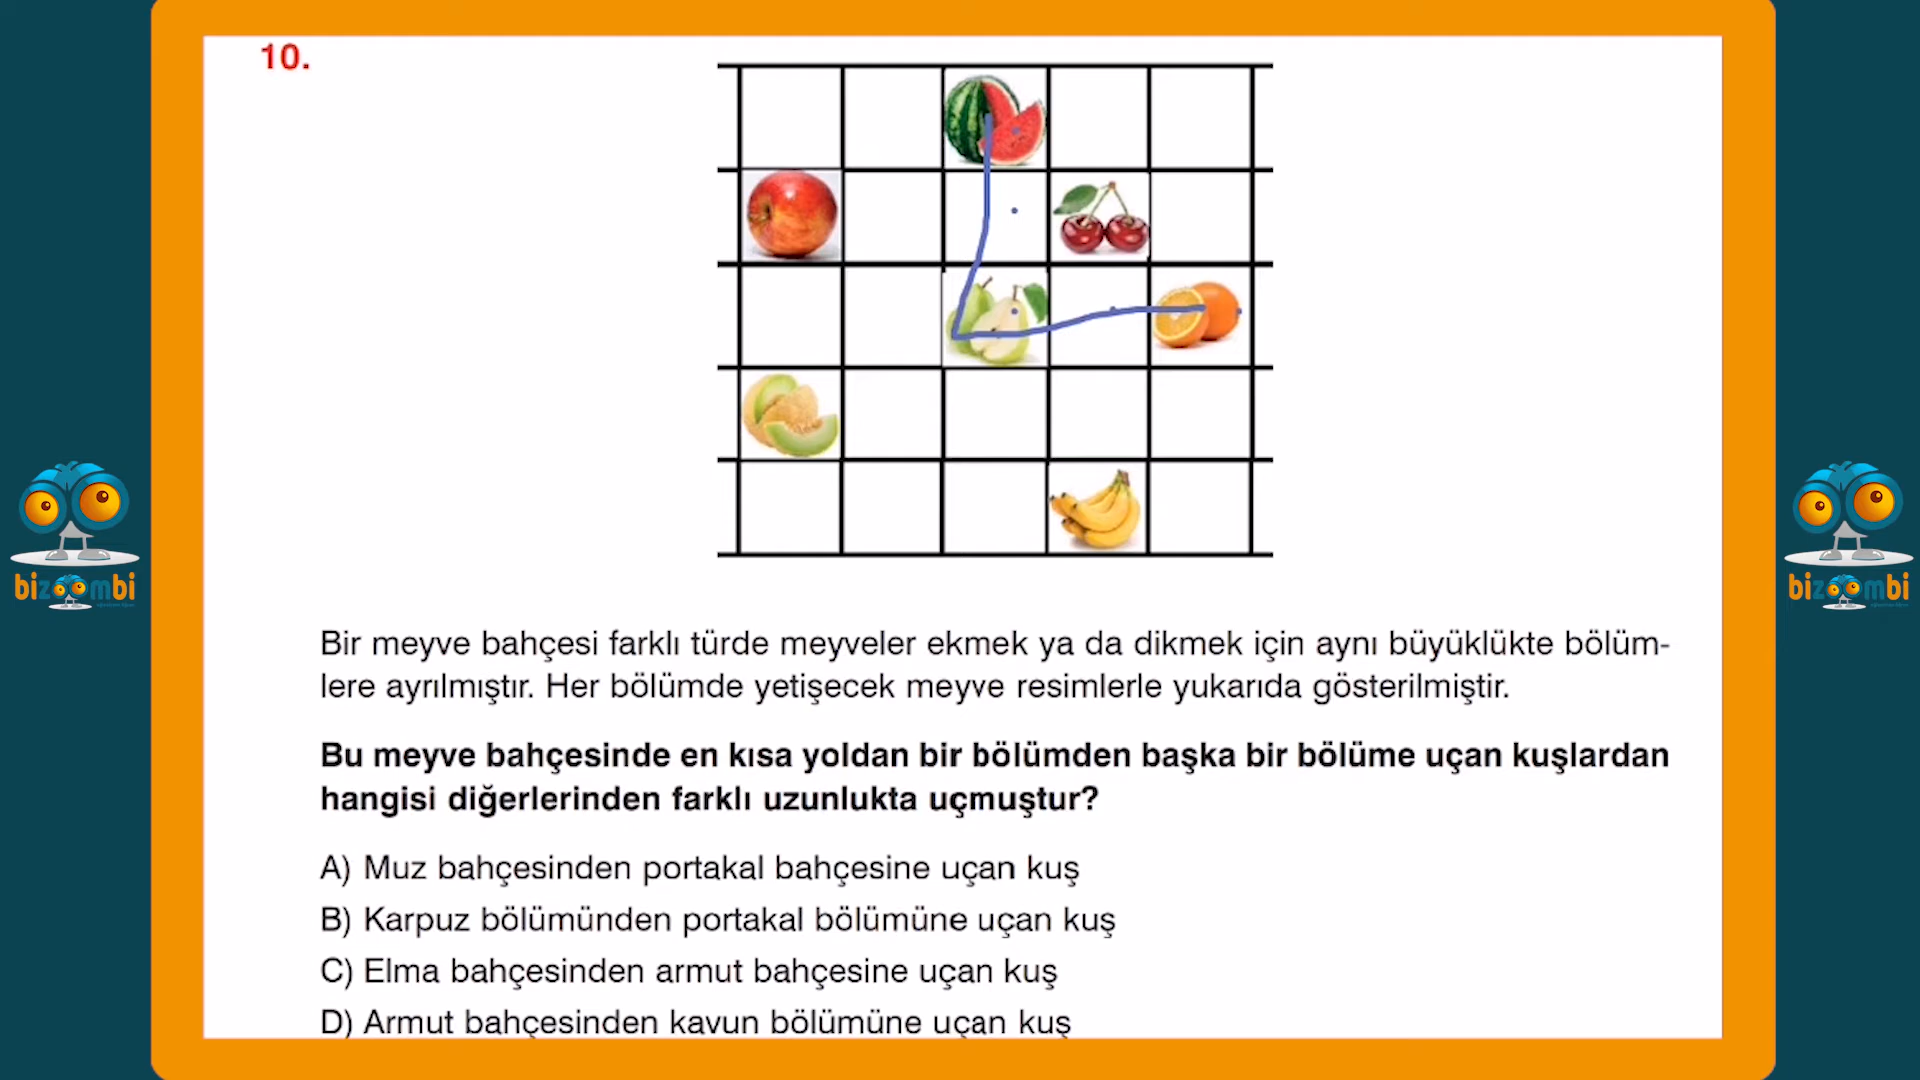 10.
Bir meyve bahçesi farklı türde meyveler ekmek ya da dikmek için aynı büyüklükte bölüm-
lere ayrılmıştır. Her bölümde yetişecek meyve resimlerle yukarıda gösterilmiştir.
Bu meyve bahçesinde en kısa yoldan bir bölümden başka bir bölüme uçan kuşlardan
hangisi diğerlerinden farklı uzunlukta uçmuştur?
A) Muz bahçesinden portakal bahçesine uçan kuş
B) Karpuz bölümünden portakal bölümüne uçan kuş
C) Elma bahçesinden armut bahçesine uçan kuş
D) Armut bahçesinden kavun bölümüne uçan kuş
bizoombi
bizoombi